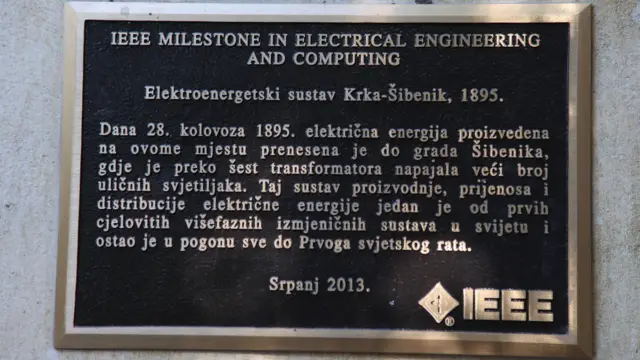 IEEE MILESTONE IN ELECTRICAL ENGINEERING
AND COMPUTING
Elektroenergetski sustav Krka-Šibenik, 1895.
Dana 28. kolovoza 1895. električna energija proizvedena
na ovome mjestu prenesena je do grada Šibenika,
gdje je preko šest transformatora napajala veći broj
uličnih svjetiljaka. Taj sustav proizvodnje, prijenosa i
distribucije električne energije jedan je od prvih
cjelovitih višefaznih izmjeničnih sustava u svijetu i
ostao je u pogonu sve do Prvoga svjetskog rata.
Srpanj 2013.
IEEE
®